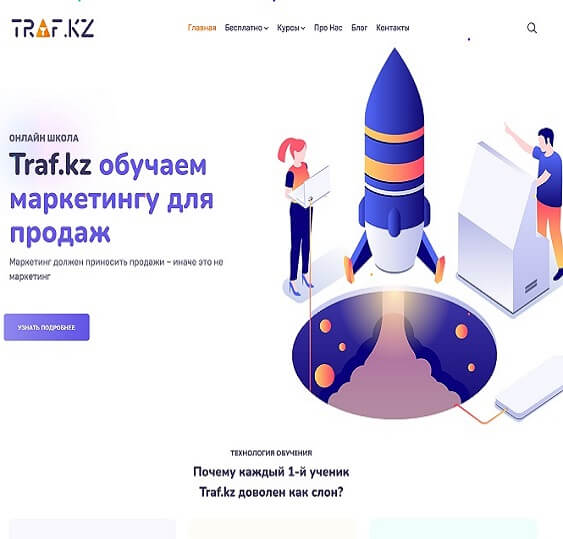 TRAF.KZ
Главная Бесплатно Курсы Про Нас Блог Контакты
ОНЛАЙН ШКОЛА
Traf.kz обучаем
маркетингу для
продаж
Маркетинг должен приносить продажи – иначе это не
маркетинг
УЗНАТЬ ПОДРОБНЕЕ
ТЕХНОЛОГИЯ ОБУЧЕНИЯ
Почему каждый 1-й ученик
Traf.kz доволен как слон?